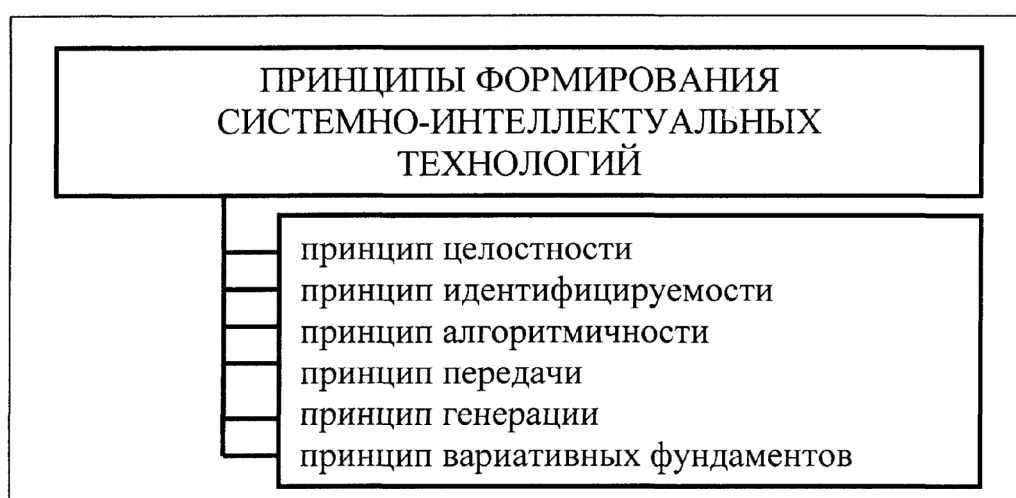 ПРИНЦИПЫ ФОРМИРОВАНИЯ
СИСТЕМНО-ИНТЕЛЛЕКТУАЛЬНЫХ
ТЕХНОЛОГИЙ
принцип целостности
принцип идентифицируемости
принцип алгоритмичности
принцип передачи
принцип генерации
принцип вариативных фундаментов